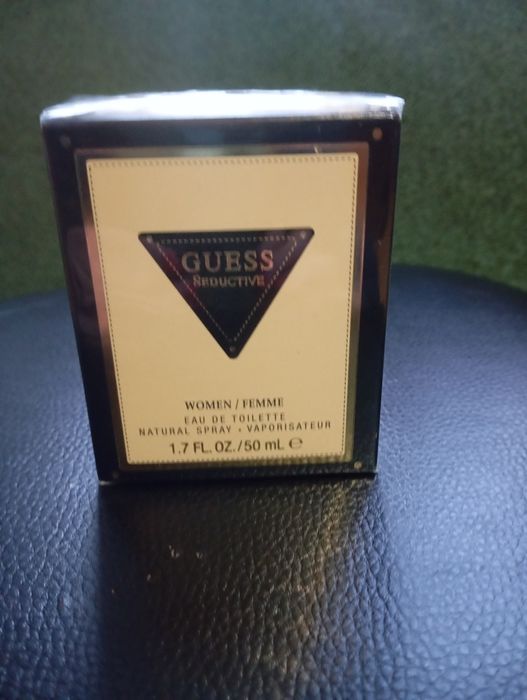 GUESS
SEDUCTIVE
WOMEN / FEMME
EAU DE TOILETTE
NATURAL SPRAY • VAPORISATEUR
1.7 FL. OZ./50 mL ℮